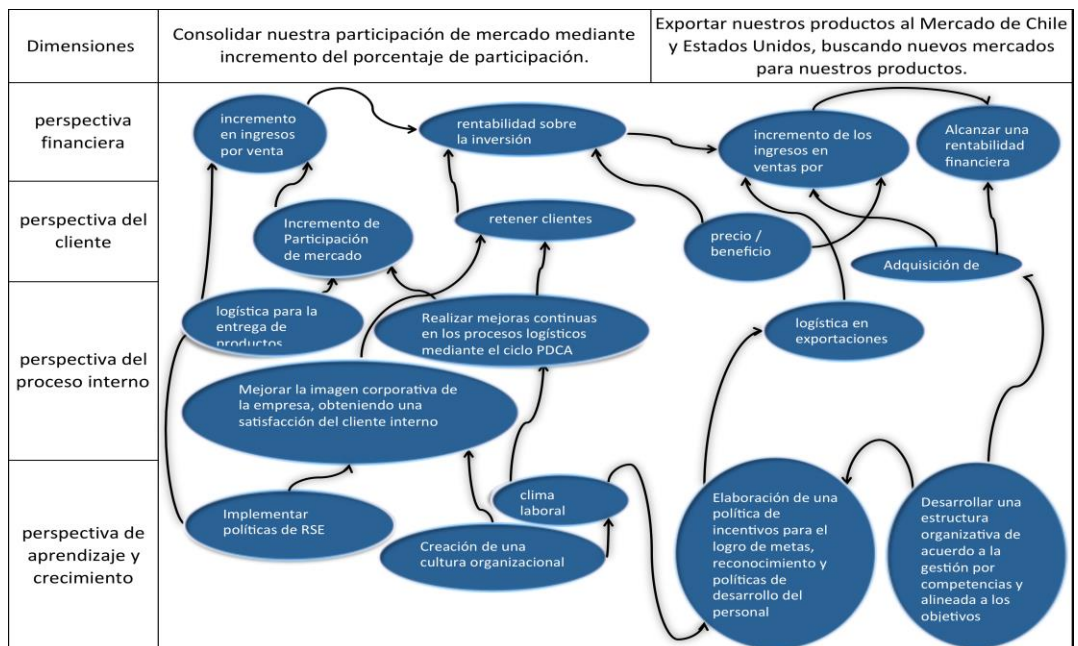 Dimensiones
Consolidar nuestra participación de mercado mediante
incremento del porcentaje de participación.
Exportar nuestros productos al Mercado de Chile
y Estados Unidos, buscando nuevos mercados
para nuestros productos.
perspectiva
financiera
incremento
en ingresos
por venta
rentabilidad sobre
la inversión
incremento de los
ingresos en
ventas por
Alcanzar una
rentabilidad
financiera
perspectiva del
cliente
Incremento de
Participación
de mercado
retener clientes
precio /
beneficio
Adquisición de
perspectiva del
proceso interno
logística para la
entrega de
productos
Realizar mejoras continuas
en los procesos logísticos
mediante el ciclo PDCA
logística en
exportaciones
Mejorar la imagen corporativa de
la empresa, obteniendo una
satisfacción del cliente interno
perspectiva de
aprendizaje y
crecimiento
Implementar
políticas de RSE
clima
laboral
Creación de una
cultura organizacional
Elaboración de una
política de
incentivos para el
logro de metas,
reconocimiento y
políticas de
desarrollo del
personal
Desarrollar una
estructura
organizativa de
acuerdo a la
gestión por
competencias y
alineada a los
objetivos